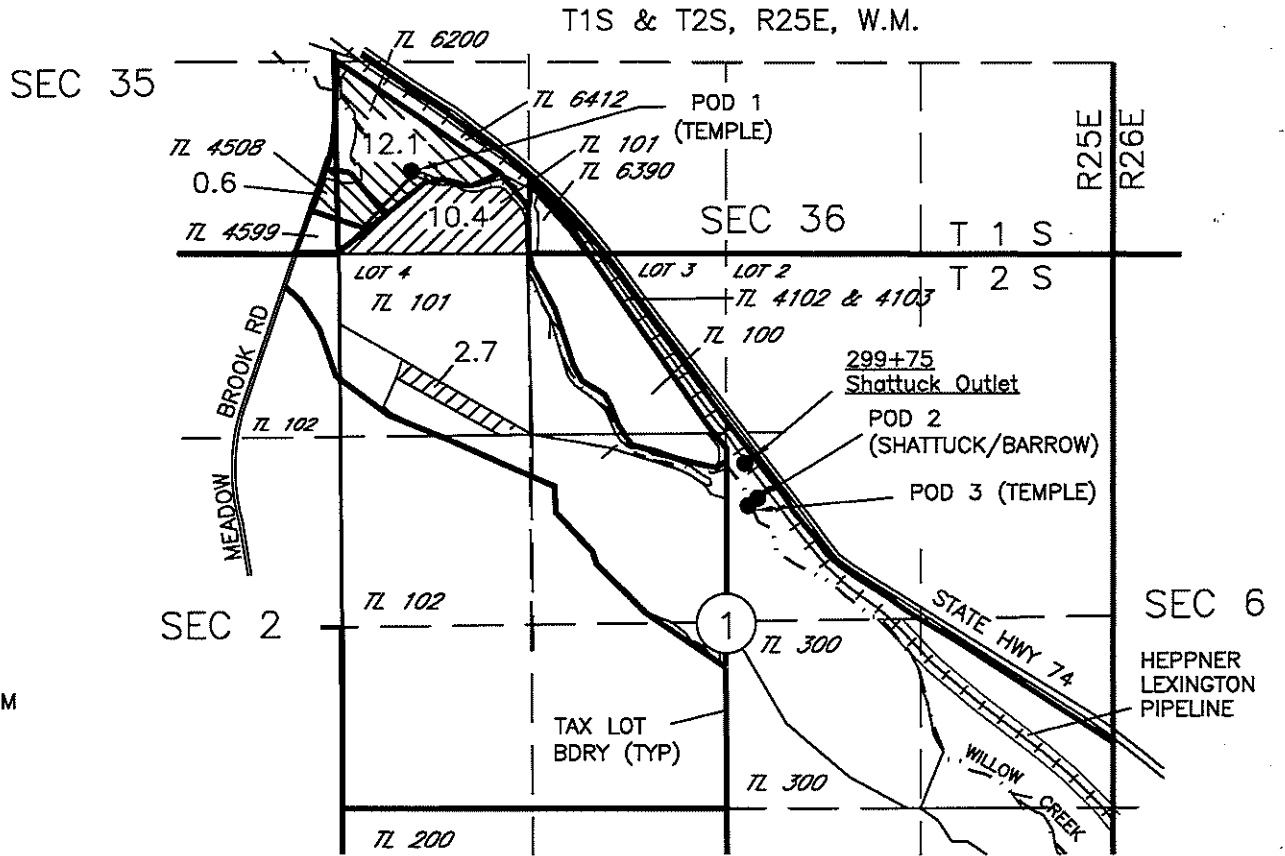 T1S & T2S, R25E, W.M.
TL 6200
SEC 35
TL 6412
POD 1
(TEMPLE)
R25E
R26E
12.1
TL 4508
TL 101
0.6
TL 6390
10.4
SEC 36
TL 4599
T 1 S
LOT 4
LOT 3
LOT 2
T 2 S
TL 101
TL 4102 & 4103
TL 100
MEADOW BROOK RD
2.7
299+75
Shattuck Outlet
POD 2
(SHATTUCK/BARROW)
TL 102
POD 3 (TEMPLE)
TL 102
SEC 2
1
TL 300
STATE HWY 74
SEC 6
HEPPNER
LEXINGTON
PIPELINE
M
TAX LOT
BDRY (TYP)
WILLOW
CREEK
TL 300
TL 200